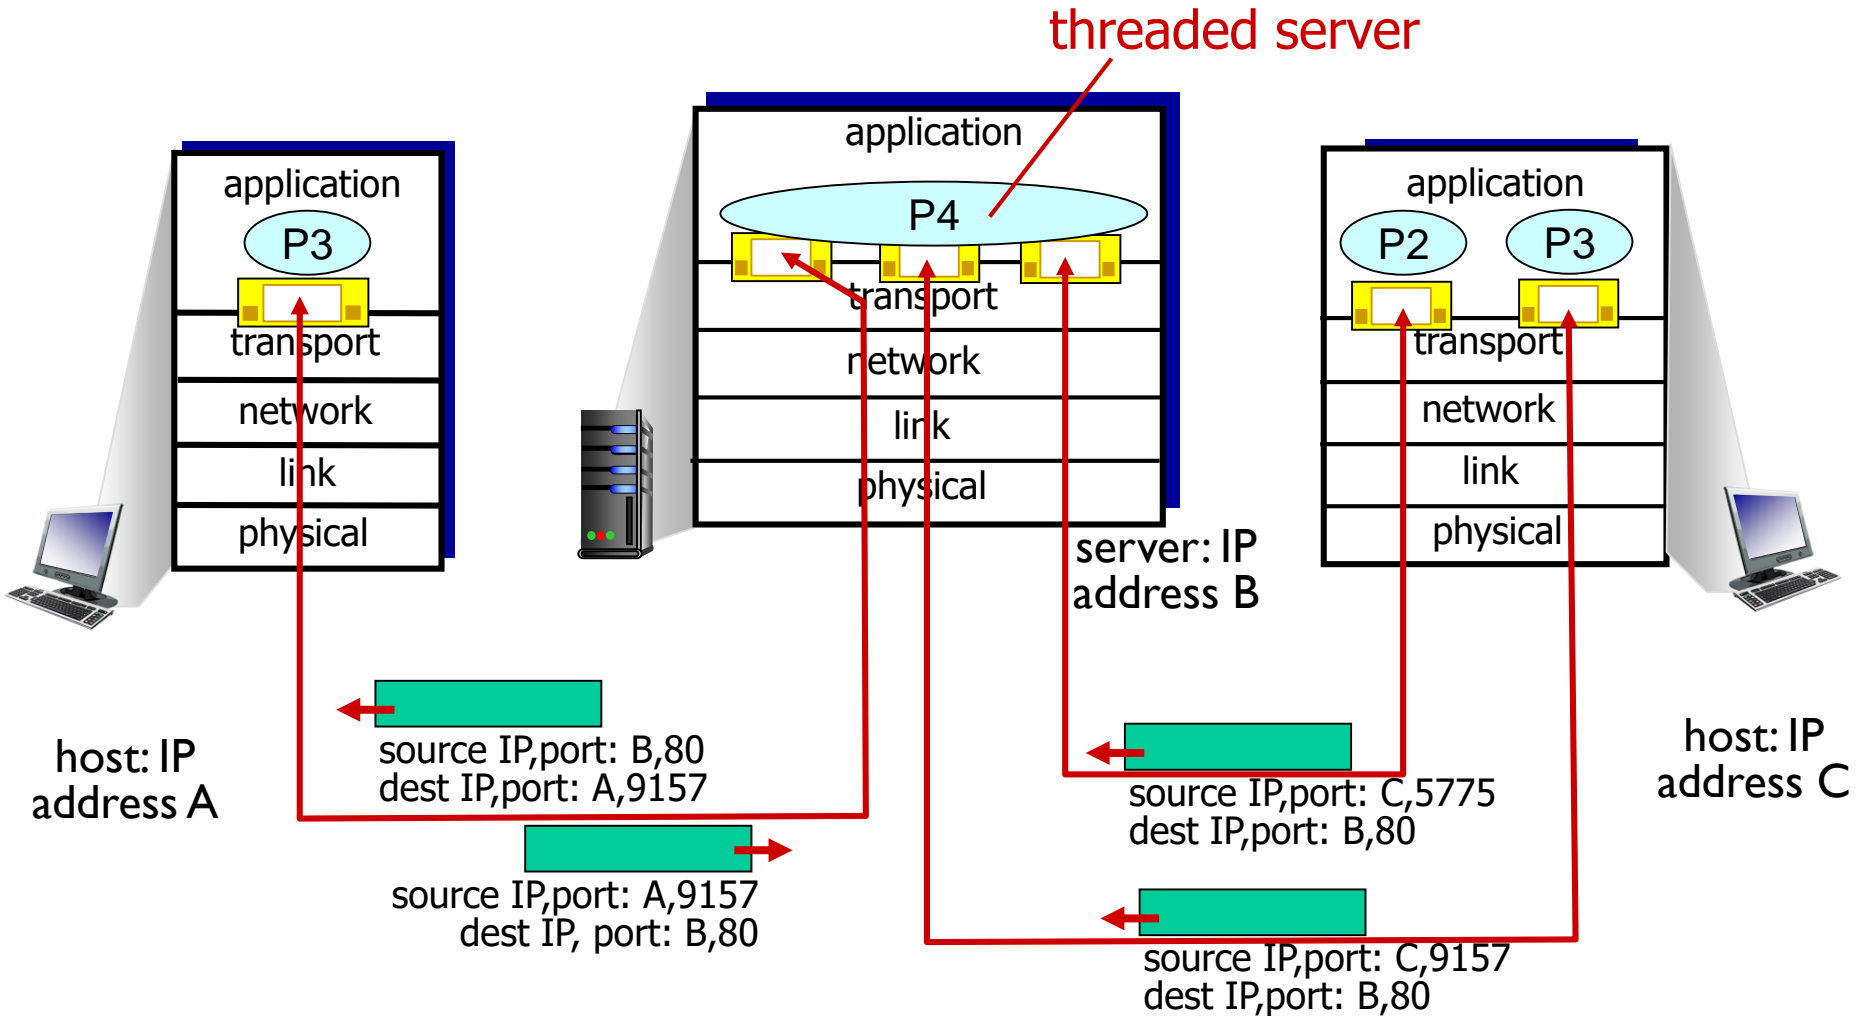 threaded server
application
P3
transport
network
link
physical
application
P4
transport
network
link
physical
application
P2
P3
transport
network
link
physical
server: IP
address B
host: IP
address A
source IP,port: B,80
dest IP,port: A,9157
source IP,port: A,9157
dest IP, port: B,80
source IP,port: C,5775
dest IP,port: B,80
source IP,port: C,9157
dest IP,port: B,80
host: IP
address C